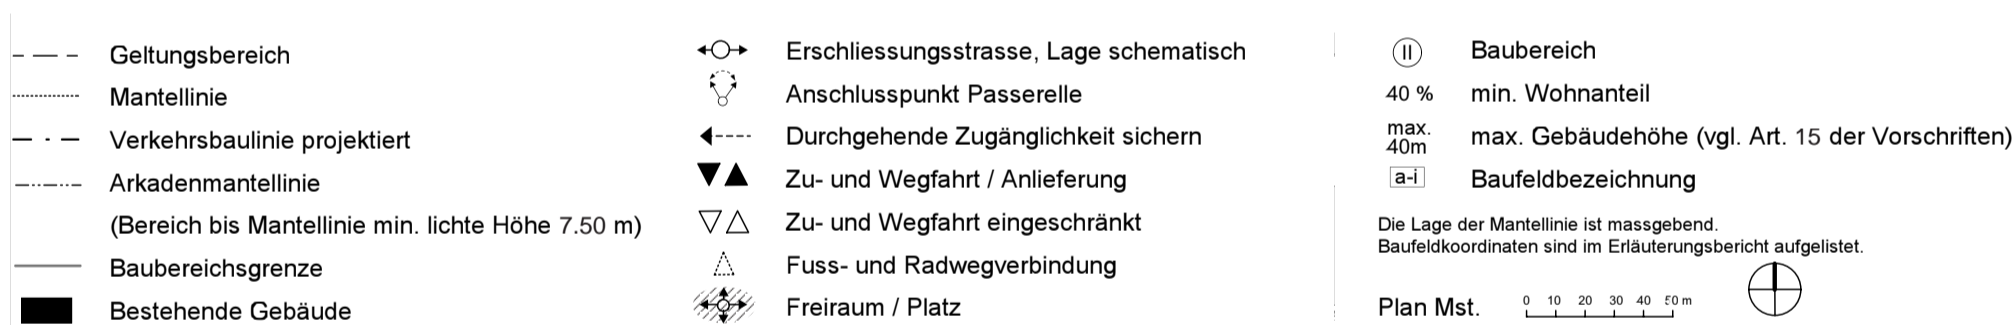 Geltungsbereich
Mantellinie
Verkehrsbaulinie projektiert
Arkadenmantellinie
(Bereich bis Mantellinie min. lichte Höhe 7.50 m)
Baubereichsgrenze
Bestehende Gebäude
Erschliessungsstrasse, Lage schematisch
Anschlusspunkt Passerelle
Durchgehende Zugänglichkeit sichern
Zu- und Wegfahrt / Anlieferung
Zu- und Wegfahrt eingeschränkt
Fuss- und Radwegverbindung
Freiraum / Platz
II Baubereich
40 % min. Wohnanteil
max.
40m max. Gebäudehöhe (vgl. Art. 15 der Vorschriften)
a-i Baufeldbezeichnung
Die Lage der Mantellinie ist massgebend.
Baufeldkoordinaten sind im Erläuterungsbericht aufgelistet.
Plan Mst. 0 10 20 30 40 50 m